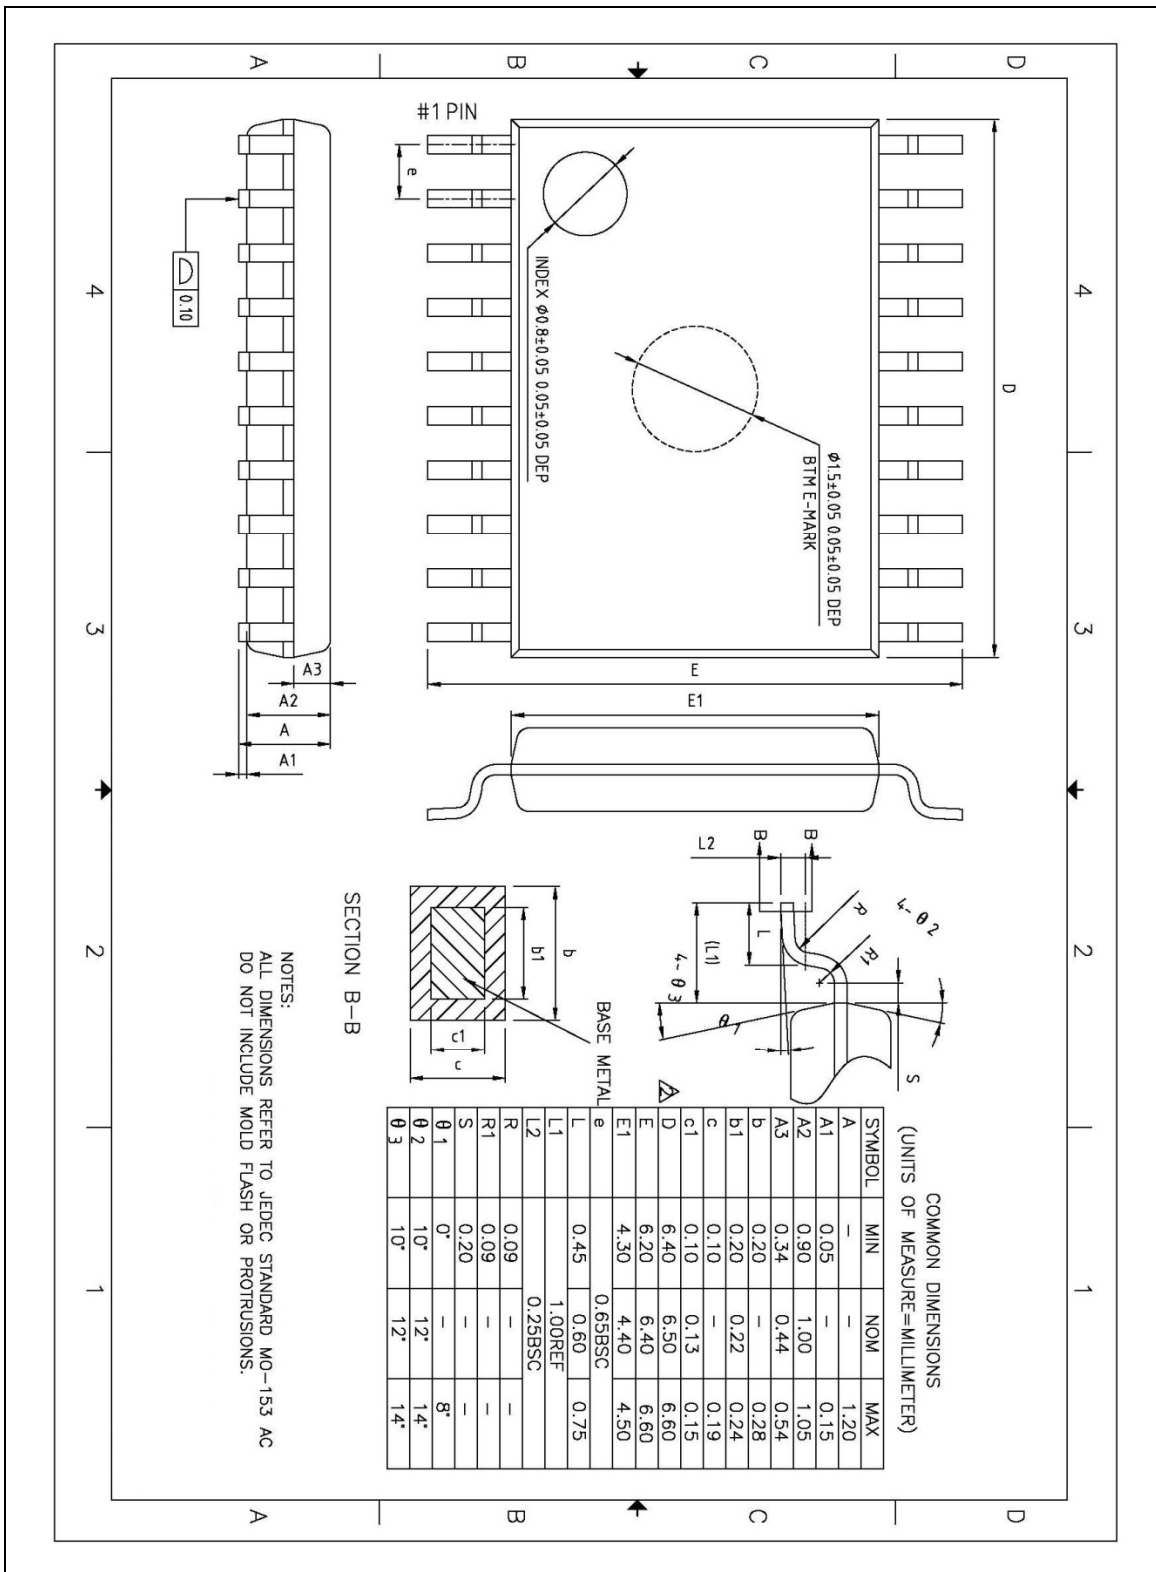 D
C
B
A
D
C
B
A
4
3
2
1
4
3
2
1
#1 PIN
e
D
E
E1
INDEX Φ0.8±0.05 0.05±0.05 DEP
Φ1.5±0.05 0.05±0.05 DEP
BTM E-MARK
0.10
A3
A2
A
A1
B
B
L2
R
R1
4-θ2
L
(L1)
4-θ3
θ1
S
b
b1
BASE METAL
c1
c
SECTION B-B
2
COMMON DIMENSIONS
(UNITS OF MEASURE=MILLIMETER)
SYMBOL MIN NOM MAX
A – – 1.20
A1 0.05 – 0.15
A2 0.90 1.00 1.05
A3 0.34 0.44 0.54
b 0.20 – 0.28
b1 0.20 0.22 0.24
c 0.10 – 0.19
c1 0.10 0.13 0.15
D 6.40 6.50 6.60
E 6.20 6.40 6.60
E1 4.30 4.40 4.50
e 0.65BSC
L 0.45 0.60 0.75
L1 1.00REF
L2 0.25BSC
R 0.09 – –
R1 0.09 – –
S 0.20 – –
θ1 0° – 8°
θ2 10° 12° 14°
θ3 10° 12° 14°
NOTES:
ALL DIMENSIONS REFER TO JEDEC STANDARD MO-153 AC
DO NOT INCLUDE MOLD FLASH OR PROTRUSIONS.